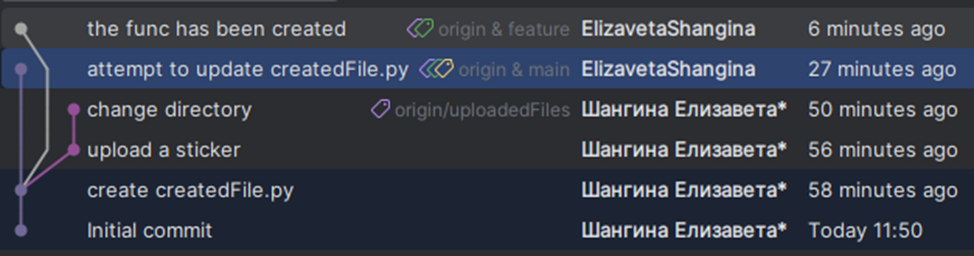 the func has been created origin & feature ElizavetaShangina 6 minutes ago
attempt to update createdFile.py origin & main ElizavetaShangina 27 minutes ago
change directory origin/uploadedFiles Шангина Елизавета* 50 minutes ago
upload a sticker Шангина Елизавета* 56 minutes ago
create createdFile.py Шангина Елизавета* 58 minutes ago
Initial commit Шангина Елизавета* Today 11:50